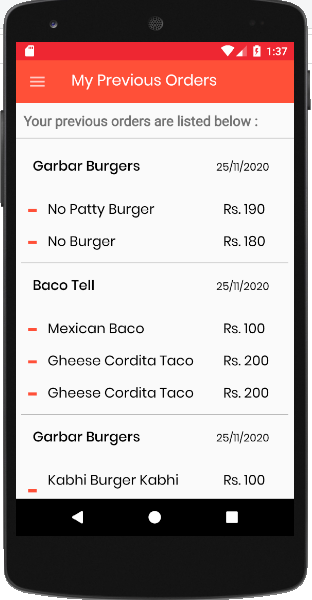 1:37
My Previous Orders
Your previous orders are listed below :
Garbar Burgers 25/11/2020
No Patty Burger Rs. 190
No Burger Rs. 180
Baco Tell 25/11/2020
Mexican Baco Rs. 100
Gheese Cordita Taco Rs. 200
Gheese Cordita Taco Rs. 200
Garbar Burgers 25/11/2020
Kabhi Burger Kabhi Rs. 100